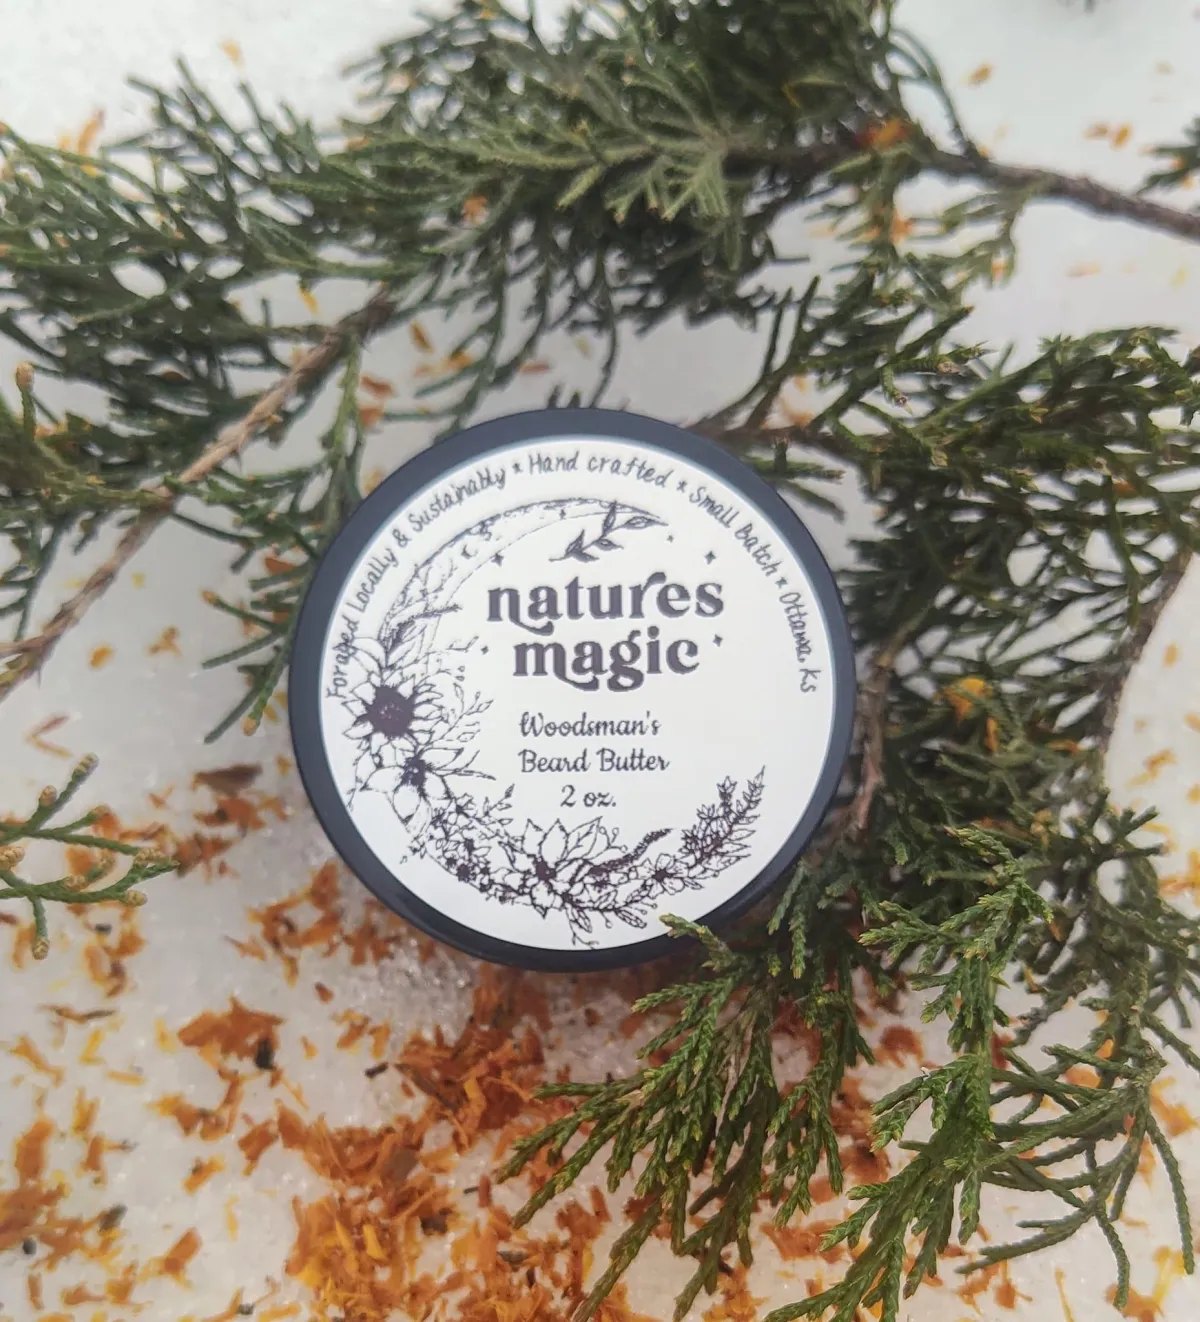 Foraged Locally & Sustainably * Hand crafted * Small Batch * Ottawa, KS
natures
magic
Woodsman's
Beard Butter
2 oz.